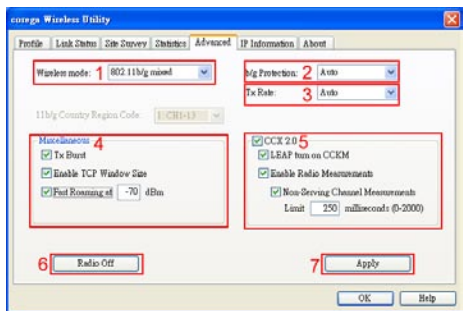 corega Wireless Utility
Profile Link Status Site Survey Statistics Advanced IP Information About
Wireless mode: 802.11b/g mixed
1
b/g Protection: 2 Auto
Tx Rate: 3 Auto
11b/g Country Region Code: 1: CH1-13
Miscellaneous 4
Tx Burst
Enable TCP Window Size
Fast Roaming at -70 dBm
CCX 2.0 5
LEAP turn on CCKM
Enable Radio Measurements
Non-Serving Channel Measurements
Limit 250 milliseconds (0-2000)
6 Radio Off
7 Apply
OK Help